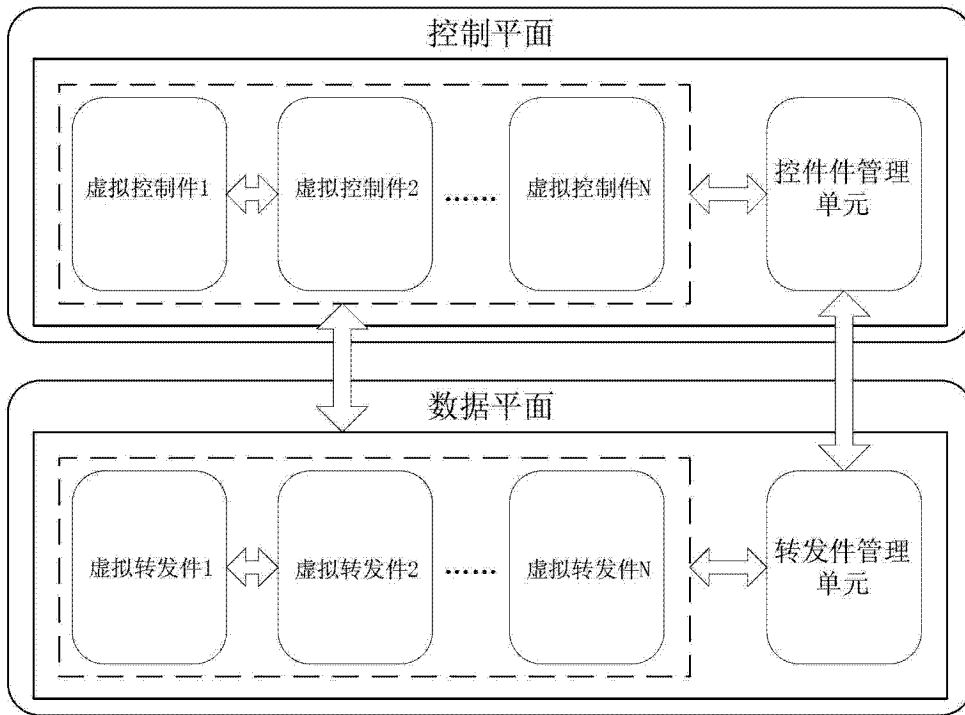 控制平面
虚拟控制件1
虚拟控制件2
……
虚拟控制件N
控件件管理
单元
数据平面
虚拟转发件1
虚拟转发件2
……
虚拟转发件N
转发件管理
单元